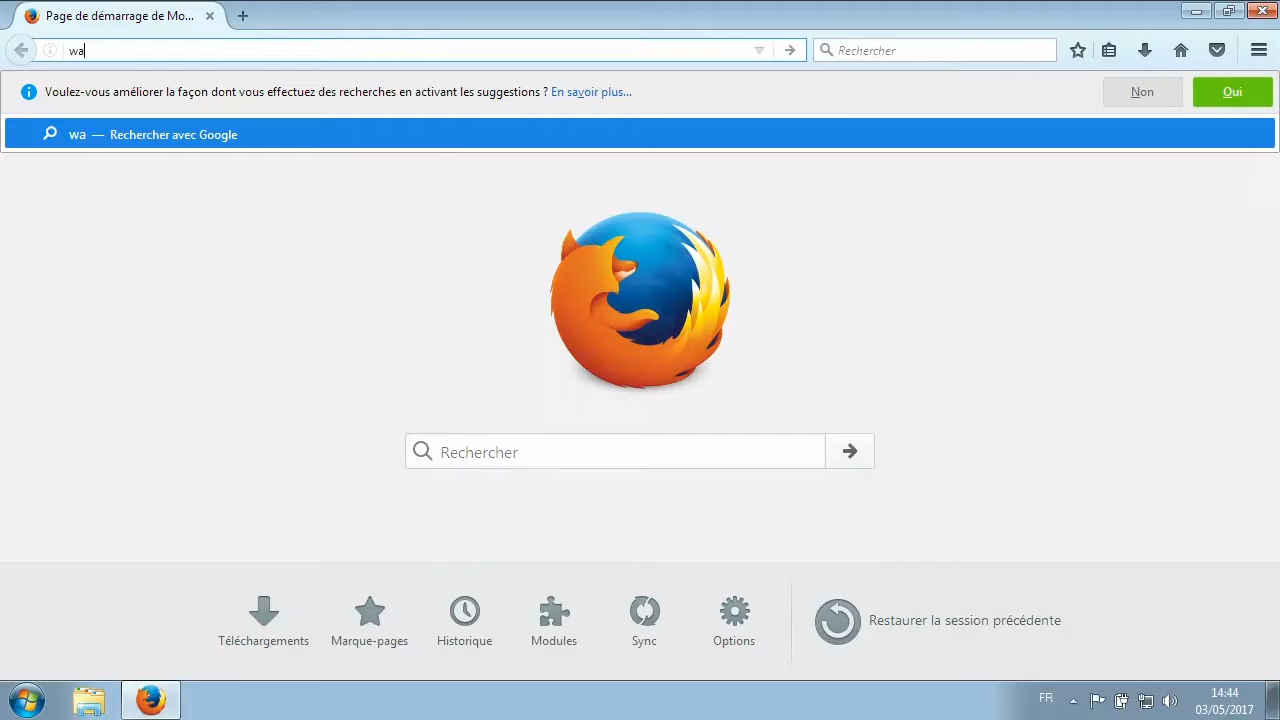 Page de démarrage de Mo...
wa
Rechercher
Voulez-vous améliorer la façon dont vous effectuez des recherches en activant les suggestions ? En savoir plus...
Non
Oui
wa — Rechercher avec Google
Rechercher
Téléchargements
Marque-pages
Historique
Modules
Sync
Options
Restaurer la session précédente
FR
14:44
03/05/2017